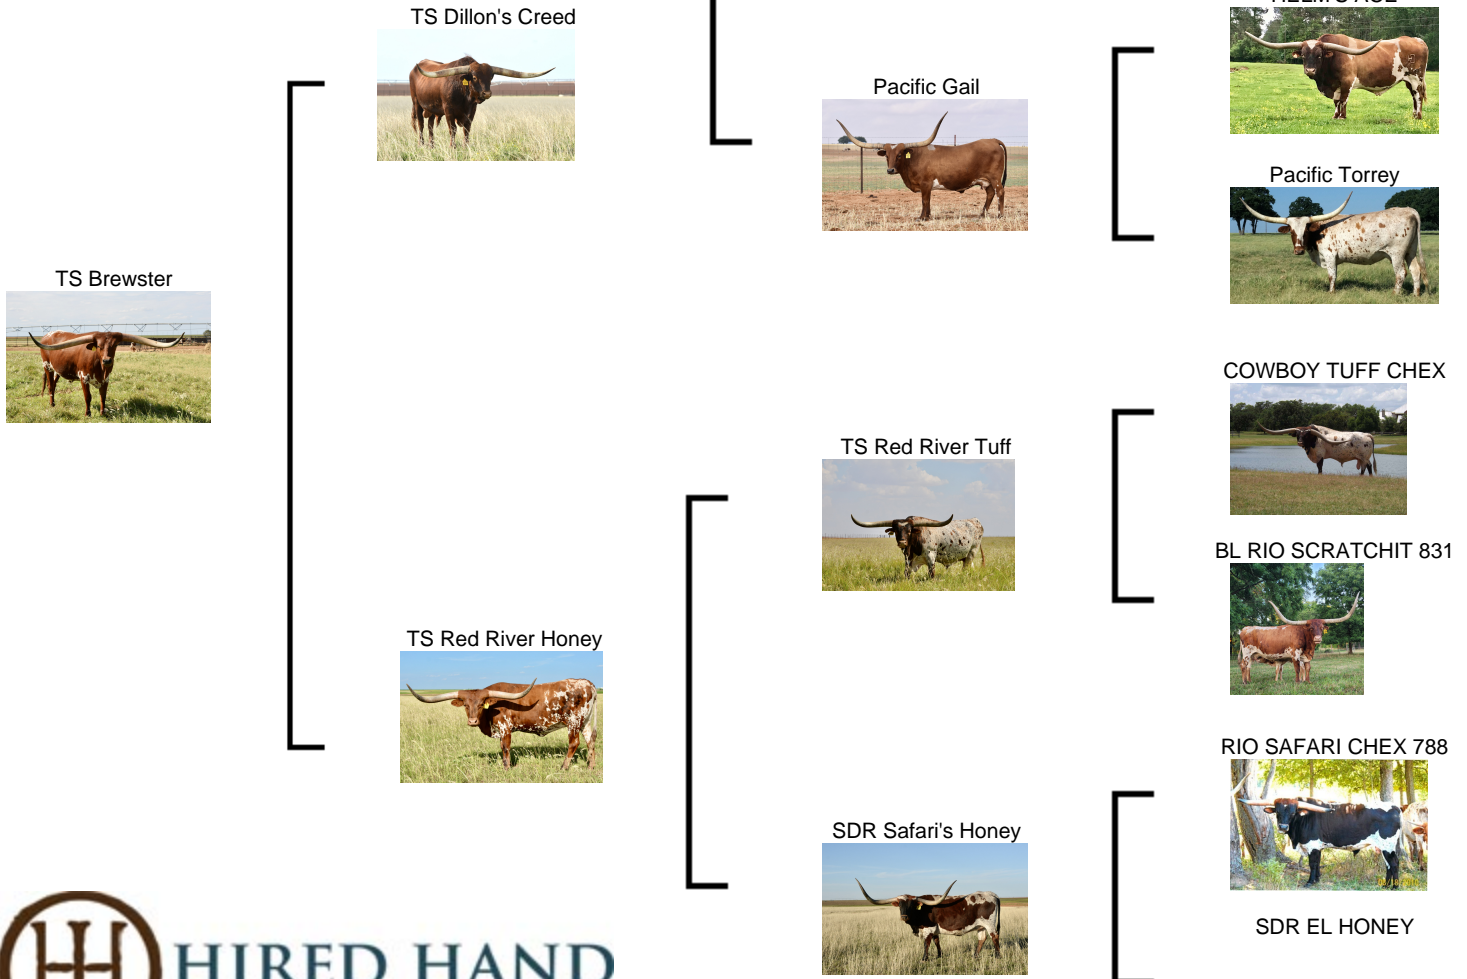 TS Dillon's Creed
Pacific Gail
Pacific Torrey
TS Brewster
COWBOY TUFF CHEX
TS Red River Tuff
BL RIO SCRATCHIT 831
TS Red River Honey
RIO SAFARI CHEX 788
SDR Safari's Honey
SDR EL HONEY
HIRED HAND